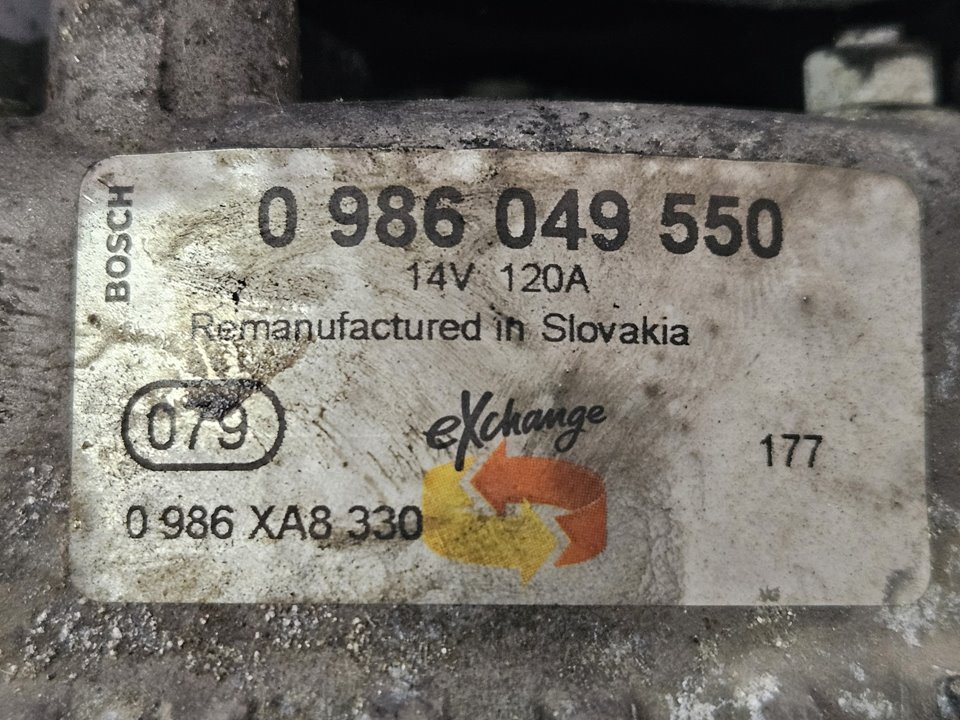 BOSCH
0 986 049 550
14V 120A
Remanufactured in Slovakia
079
eXchange
177
0 986 XA8 330